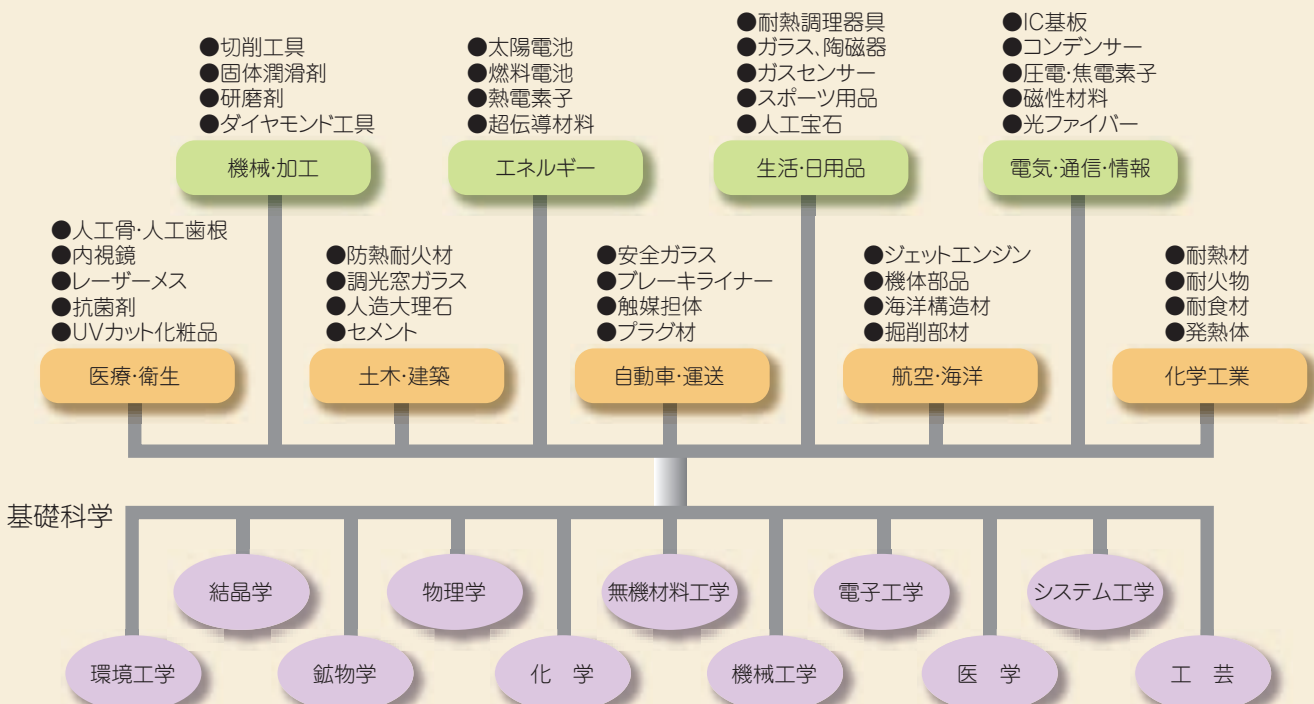 ●切削工具
●固体潤滑剤
●研磨剤
●ダイヤモンド工具
機械・加工
●太陽電池
●燃料電池
●熱電素子
●超伝導材料
エネルギー
●耐熱調理器具
●ガラス、陶磁器
●ガスセンサー
●スポーツ用品
●人工宝石
生活・日用品
●IC基板
●コンデンサー
●圧電・焦電素子
●磁性材料
●光ファイバー
電気・通信・情報
●人工骨・人工歯根
●内視鏡
●レーザーメス
●抗菌剤
●UVカット化粧品
医療・衛生
●防熱耐火材
●調光窓ガラス
●人造大理石
●セメント
土木・建築
●安全ガラス
●ブレーキライナー
●触媒担体
●プラグ材
自動車・運送
●ジェットエンジン
●機体部品
●海洋構造材
●掘削部材
航空・海洋
●耐熱材
●耐火物
●耐食材
●発熱体
化学工業
基礎科学
結晶学
物理学
無機材料工学
電子工学
システム工学
環境工学
鉱物学
化　学
機械工学
医　学
工　芸